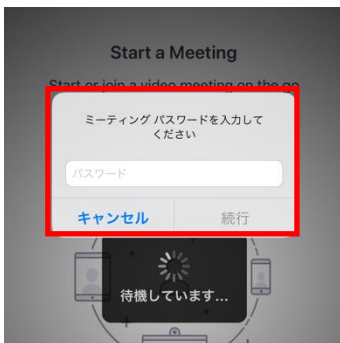 Start a Meeting
Start or join a video meeting on the go
ミーティング パスワードを入力して
ください
パスワード
キャンセル 続行
待機しています...